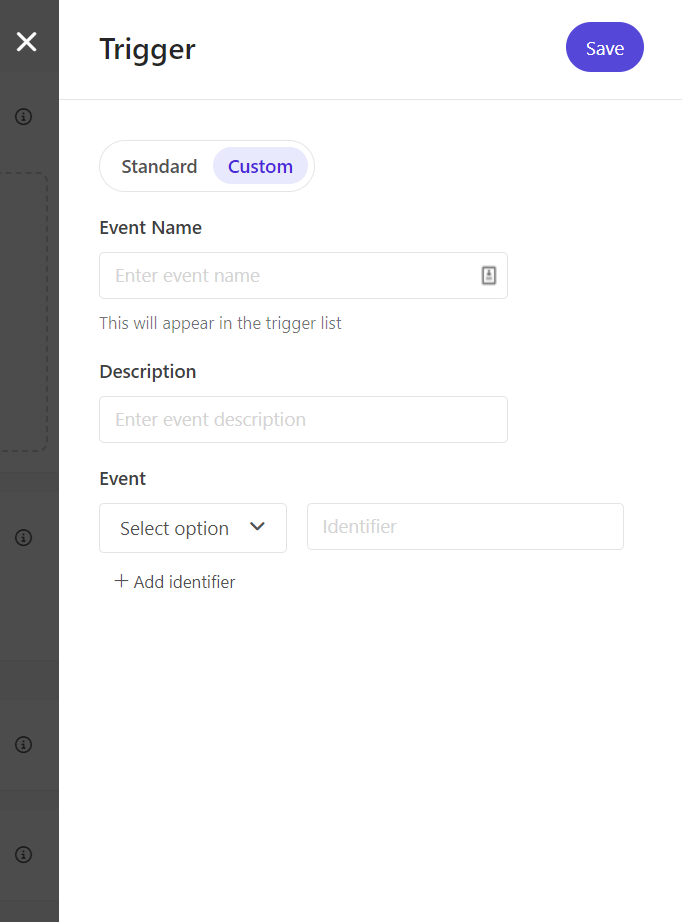 Trigger
Save
Standard
Custom
Event Name
Enter event name
This will appear in the trigger list
Description
Enter event description
Event
Select option
Identifier
+ Add identifier